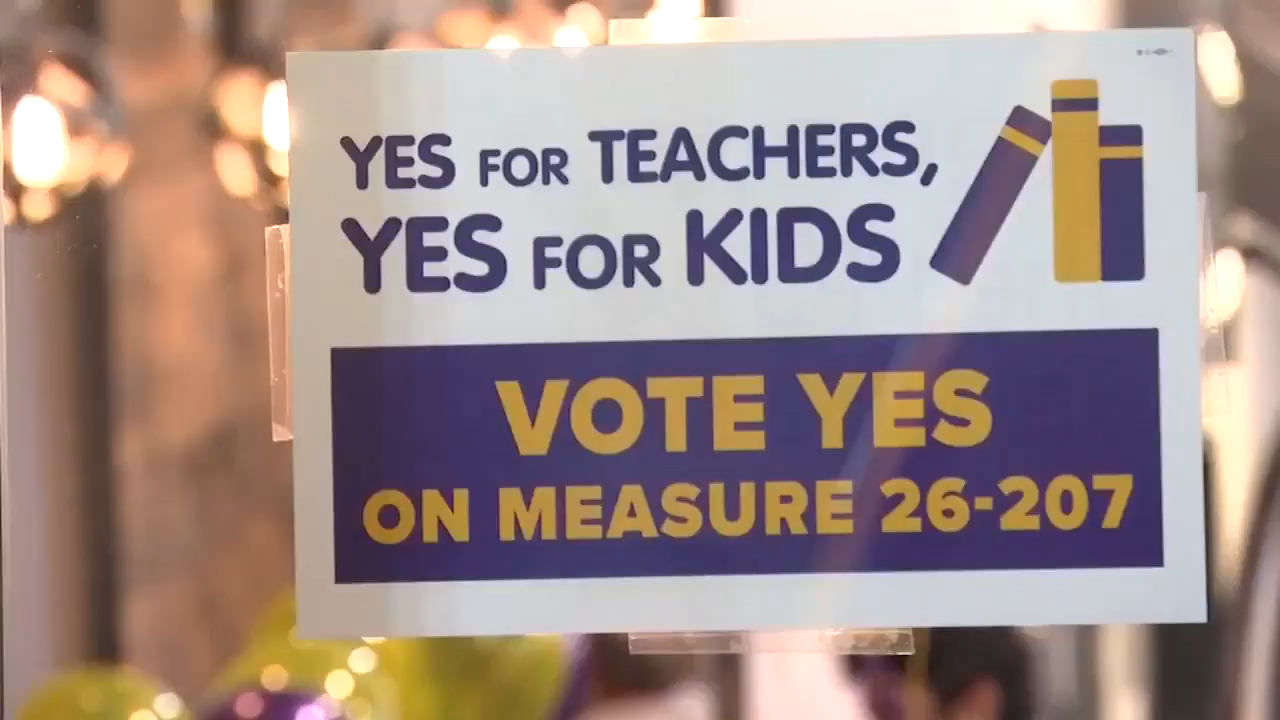 YES FOR TEACHERS,
YES FOR KIDS
VOTE YES
ON MEASURE 26-207